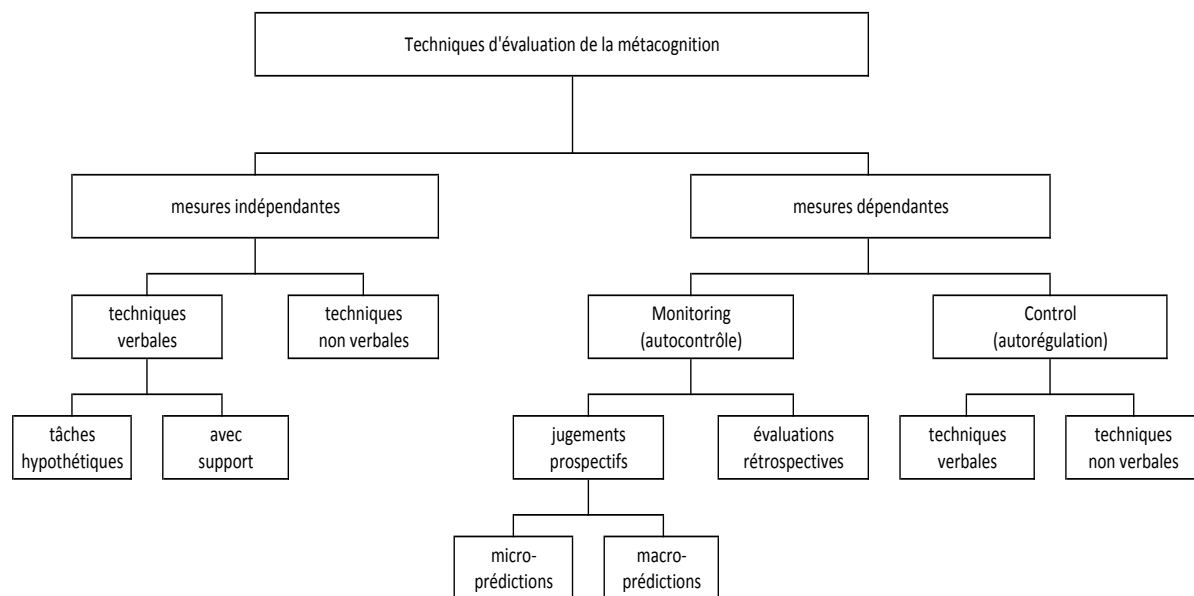 Techniques d'évaluation de la métacognition
mesures indépendantes
mesures dépendantes
techniques
verbales
techniques
non verbales
Monitoring
(autocontrôle)
Control
(autorégulation)
tâches
hypothétiques
avec
support
jugements
prospectifs
évaluations
rétrospectives
techniques
verbales
techniques
non verbales
micro-
prédictions
macro-
prédictions